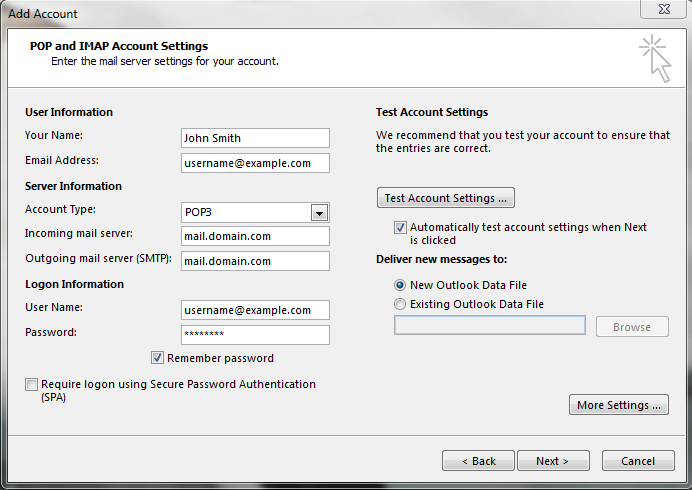 Add Account
POP and IMAP Account Settings
Enter the mail server settings for your account.
User Information
Your Name:
John Smith
Email Address:
username@example.com
Server Information
Account Type:
POP3
Incoming mail server:
mail.domain.com
Outgoing mail server (SMTP):
mail.domain.com
Logon Information
User Name:
username@example.com
Password:
********
Remember password
Require logon using Secure Password Authentication
(SPA)
Test Account Settings
We recommend that you test your account to ensure that
the entries are correct.
Test Account Settings ...
Automatically test account settings when Next
is clicked
Deliver new messages to:
New Outlook Data File
Existing Outlook Data File
Browse
More Settings ...
< Back
Next >
Cancel